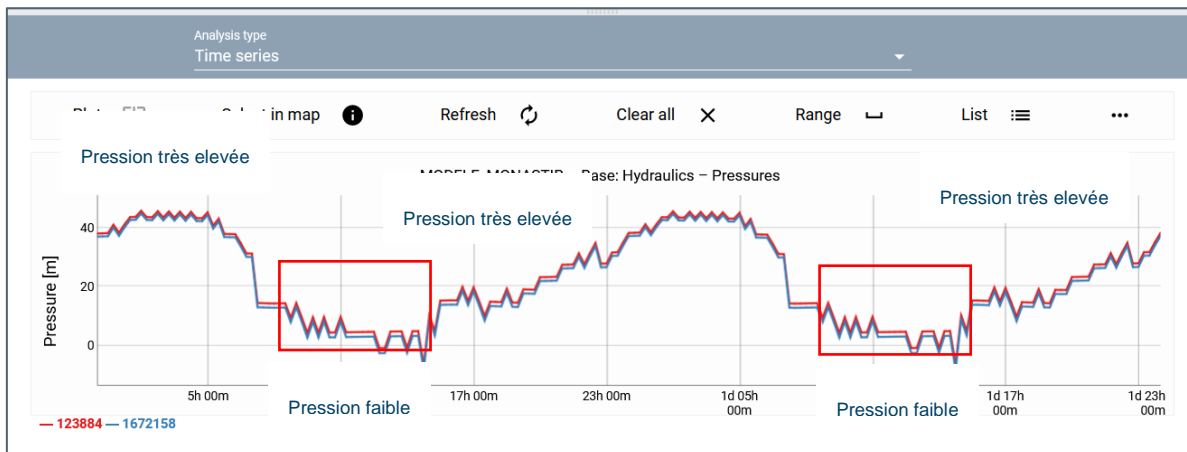 Analysis type
Time series
in map
Refresh
Clear all
Range
List
Pression très elevée
Base: Hydraulics – Pressures
Pression très elevée
Pression très elevée
Pressure [m]
40
20
0
5h 00m
17h 00m
23h 00m
1d 05h
00m
1d 17h
00m
1d 23h
00m
Pression faible
Pression faible
123884
1672158